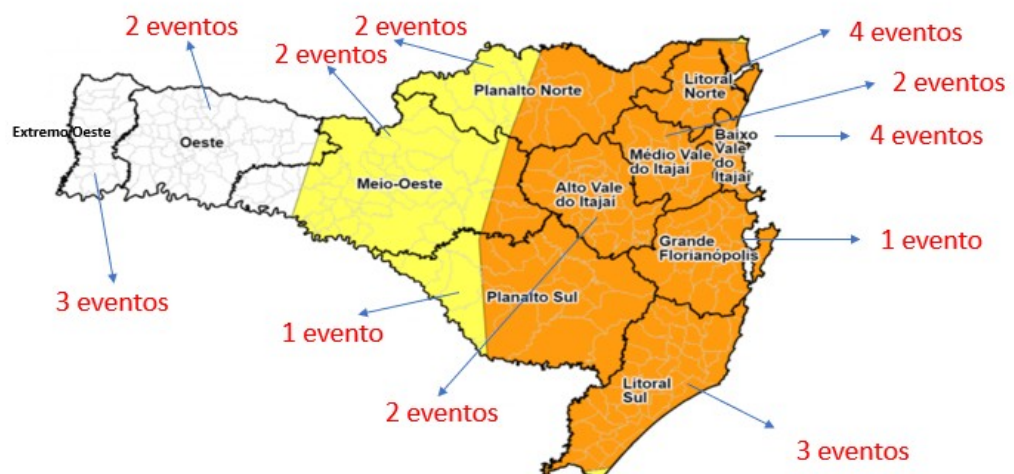 2 eventos
2 eventos
2 eventos
4 eventos
Planalto Norte
Litoral
Norte
2 eventos
Extremo Oeste
Oeste
Baixo
Vale
do
Itajaí
4 eventos
Médio Vale
do Itajaí
Meio-Oeste
Alto Vale
do Itajaí
Grande
Florianópolis
1 evento
3 eventos
Planalto Sul
1 evento
Litoral
Sul
2 eventos
3 eventos